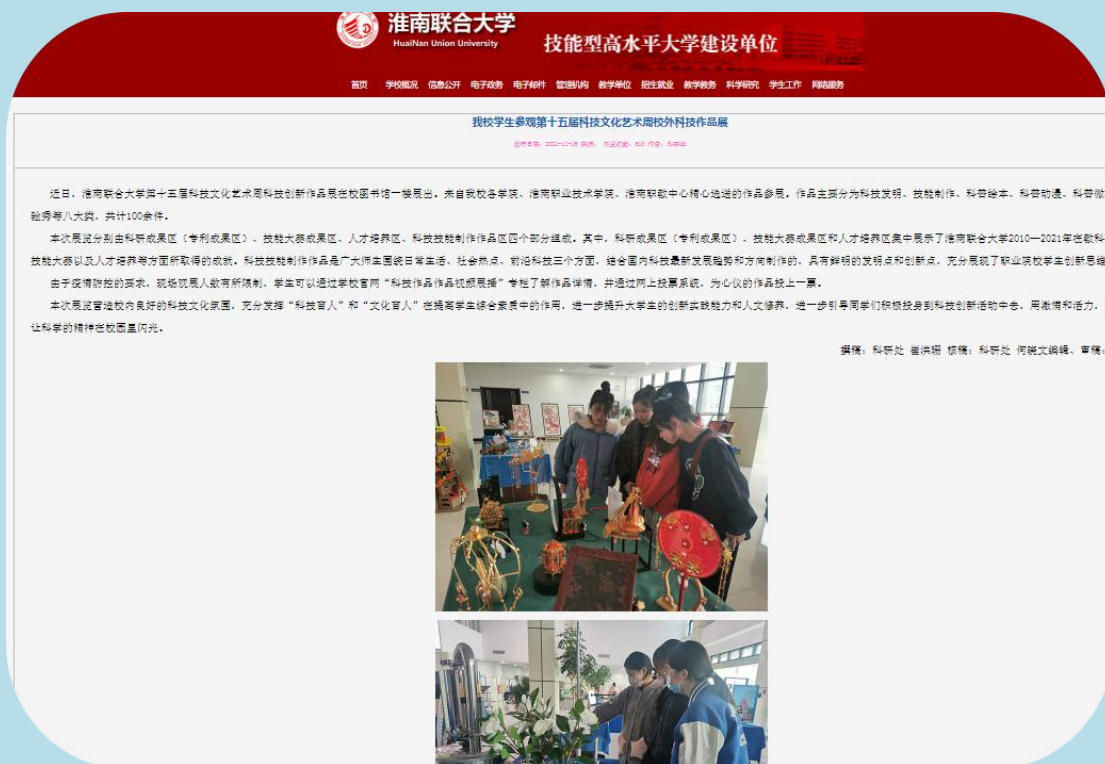 淮南联合大学
HuaiNan Union University
技能型高水平大学建设单位
首页 学校概况 信息公开 电子政务 电子邮件 管理机构 教学单位 招生就业 教学教务 科学研究 学生工作 网络服务
我校学生参观第十五届科技文化艺术周校外科技作品展
近日，淮南联合大学第十五届科技文化艺术周科技创新作品展在校图书馆一楼展出。来自我校各学院、淮南职业技术学院、淮南职教中心精心选送的作品参展。作品主要分为科技发明、技能制作、科普绘本、科普动漫、科普微
验秀等八大类，共计100余件。
本次展览分别由科研成果区（专利成果区）、技能大赛成果区、人才培养区、科技技能制作作品区四个部分组成。其中，科研成果区（专利成果区）、技能大赛成果区和人才培养区集中展示了淮南联合大学2010—2021年在教科
技能大赛以及人才培养等方面所取得的成就。科技技能制作作品是广大师生围绕日常生活、社会热点、前沿科技三个方面，结合国内科技最新发展趋势和方向制作的，具有鲜明的发明点和创新点，充分展现了职业院校学生创新思维
由于疫情防控的要求，现场观展人数有所限制，学生可以通过学校官网“科技作品作品视频展播”专栏了解作品详情，并通过网上投票系统，为心仪的作品投上一票。
本次展览营造校内良好的科技文化氛围，充分发挥“科技育人”和“文化育人”在提高学生综合素质中的作用，进一步提升大学生的创新实践能力和人文修养，进一步引导同学们积极投身到科技创新活动中去，用激情和活力，
让科学的精神在校园里闪光。
撰稿：科研处 崔洪珊 核稿：科研处 何晓文编辑、审稿：